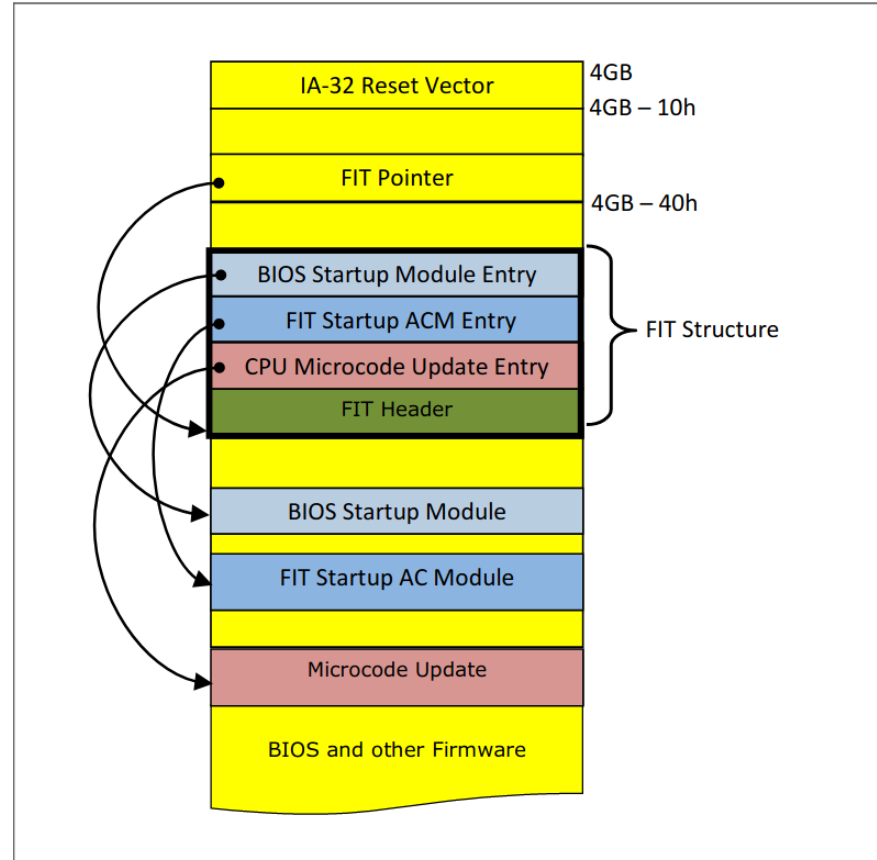 IA-32 Reset Vector
4GB
4GB – 10h
FIT Pointer
4GB – 40h
BIOS Startup Module Entry
FIT Startup ACM Entry
FIT Structure
CPU Microcode Update Entry
FIT Header
BIOS Startup Module
FIT Startup AC Module
Microcode Update
BIOS and other Firmware